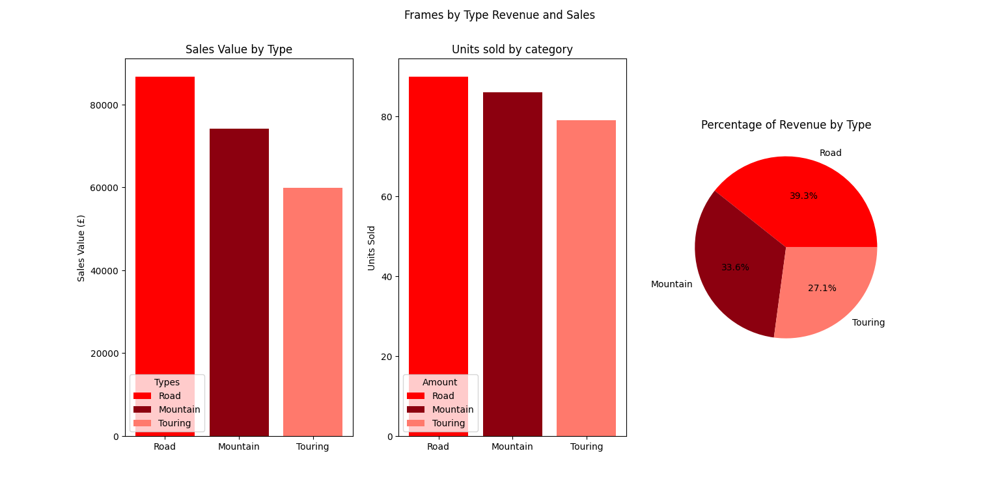 Frames by Type Revenue and Sales
Sales Value by Type
Sales Value (£)
80000
60000
40000
20000
0
Types
Road
Mountain
Touring
Road Mountain Touring
Units sold by category
Units Sold
80
60
40
20
0
Amount
Road
Mountain
Touring
Road Mountain Touring
Percentage of Revenue by Type
Road
39.3%
Mountain
33.6%
27.1%
Touring